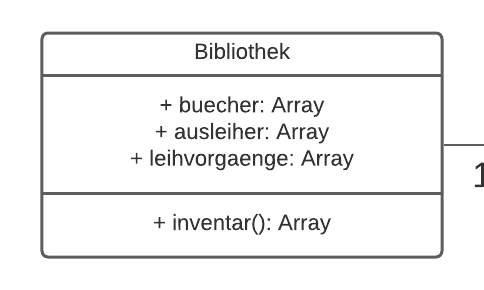 Bibliothek
+ buecher: Array
+ ausleiher: Array
+ leihvorgaenge: Array
1
+ inventar(): Array